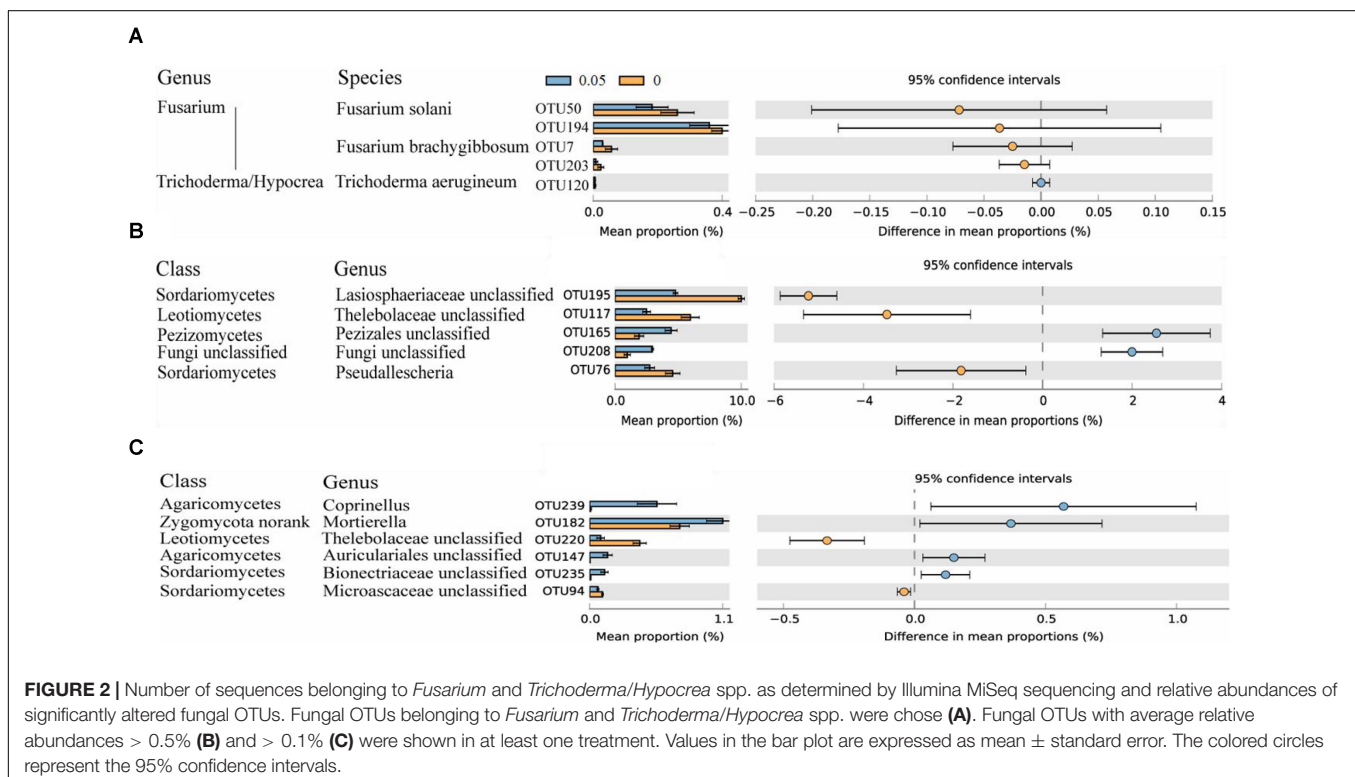 A
Genus Species 0.05 0 95% confidence intervals
Fusarium Fusarium solani OTU50
OTU194
Fusarium brachygibbosum OTU7
OTU203
Trichoderma/Hypocrea Trichoderma aerugineum OTU120
0.0 0.4 −0.25 −0.20 −0.15 −0.10 −0.05 0.00 0.05 0.10 0.15
Mean proportion (%) Difference in mean proportions (%)
B
95% confidence intervals
Class Genus
Sordariomycetes Lasiosphaeriaceae unclassified OTU195
Leotiomycetes Thelebolaceae unclassified OTU117
Pezizomycetes Pezizales unclassified OTU165
Fungi unclassified Fungi unclassified OTU208
Sordariomycetes Pseudallescheria OTU76
0.0 10.0 −6 −4 −2 0 2 4
Mean proportion (%) Difference in mean proportions (%)
C
Class Genus 95% confidence intervals
Agaricomycetes Coprinellus OTU239
Zygomycota norank Mortierella OTU182
Leotiomycetes Thelebolaceae unclassified OTU220
Agaricomycetes Auriculariales unclassified OTU147
Sordariomycetes Bionectriaceae unclassified OTU235
Sordariomycetes Microascaceae unclassified OTU94
0.0 1.1 −0.5 0.0 0.5 1.0
Mean proportion (%) Difference in mean proportions (%)
FIGURE 2 | Number of sequences belonging to Fusarium and Trichoderma/Hypocrea spp. as determined by Illumina MiSeq sequencing and relative abundances of
significantly altered fungal OTUs. Fungal OTUs belonging to Fusarium and Trichoderma/Hypocrea spp. were chose (A). Fungal OTUs with average relative
abundances > 0.5% (B) and > 0.1% (C) were shown in at least one treatment. Values in the bar plot are expressed as mean ± standard error. The colored circles
represent the 95% confidence intervals.